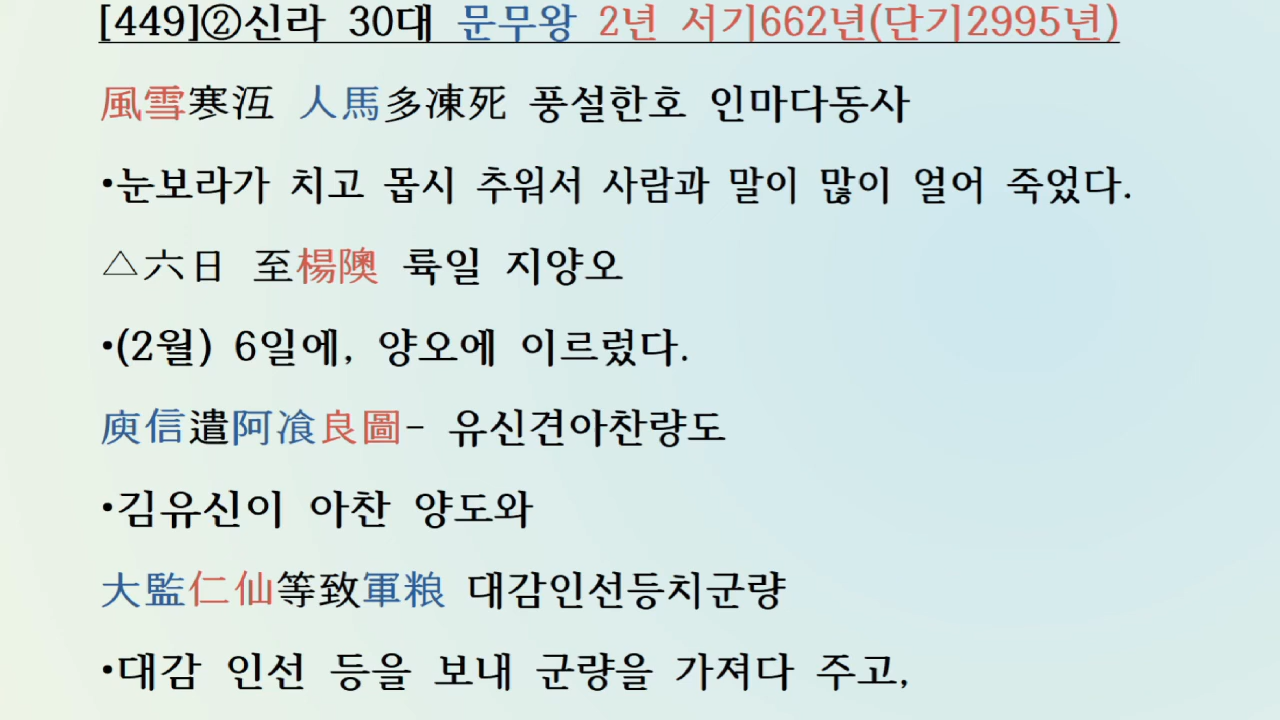 [449]②신라 30대 문무왕 2년 서기662년(단기2995년)
風雪寒沍 人馬多凍死 풍설한호 인마다동사
•눈보라가 치고 몹시 추워서 사람과 말이 많이 얼어 죽었다.
△六日 至楊隩 륙일 지양오
•(2월) 6일에, 양오에 이르렀다.
庾信遣阿飡良圖- 유신견아찬량도
•김유신이 아찬 양도와
大監仁仙等致軍粮 대감인선등치군량
•대감 인선 등을 보내 군량을 가져다 주고,